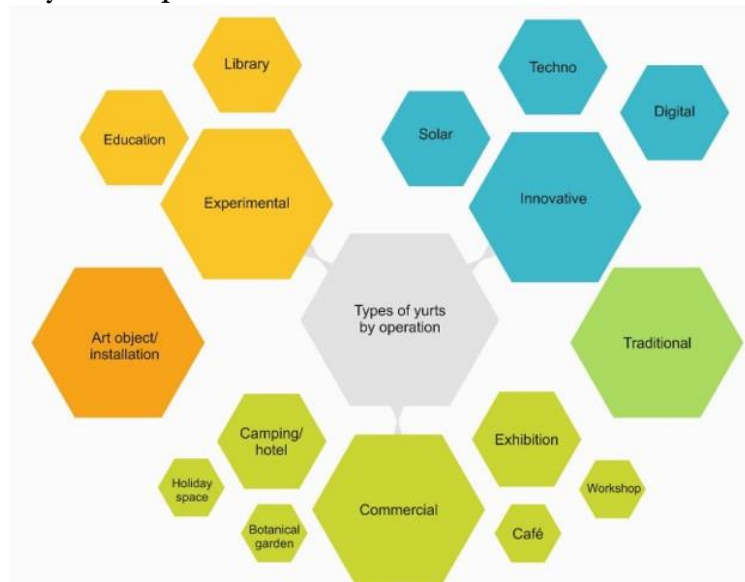 Library
Techno
Digital
Education
Solar
Experimental
Innovative
Types of yurts
by operation
Art object/
installation
Traditional
Camping/
hotel
Exhibition
Holiday
space
Workshop
Commercial
Botanical
garden
Café